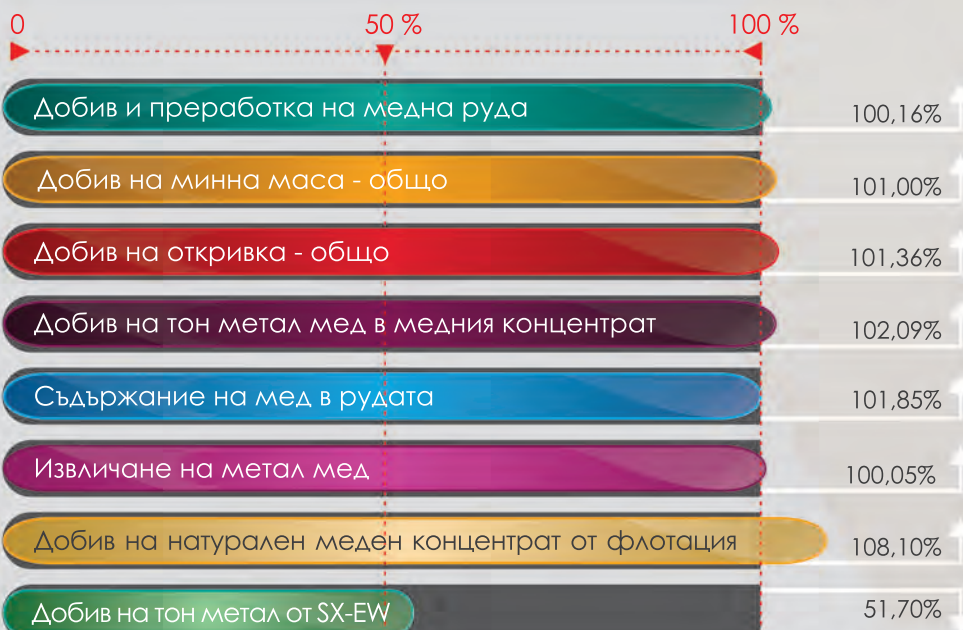 0 50 % 100 %
Добив и преработка на медна руда 100,16%
Добив на минна маса - общо 101,00%
Добив на откривка - общо 101,36%
Добив на тон метал мед в медния концентрат 102,09%
Съдържание на мед в рудата 101,85%
Извличане на метал мед 100,05%
Добив на натурален меден концентрат от флотация 108,10%
Добив на тон метал от SX-EW 51,70%